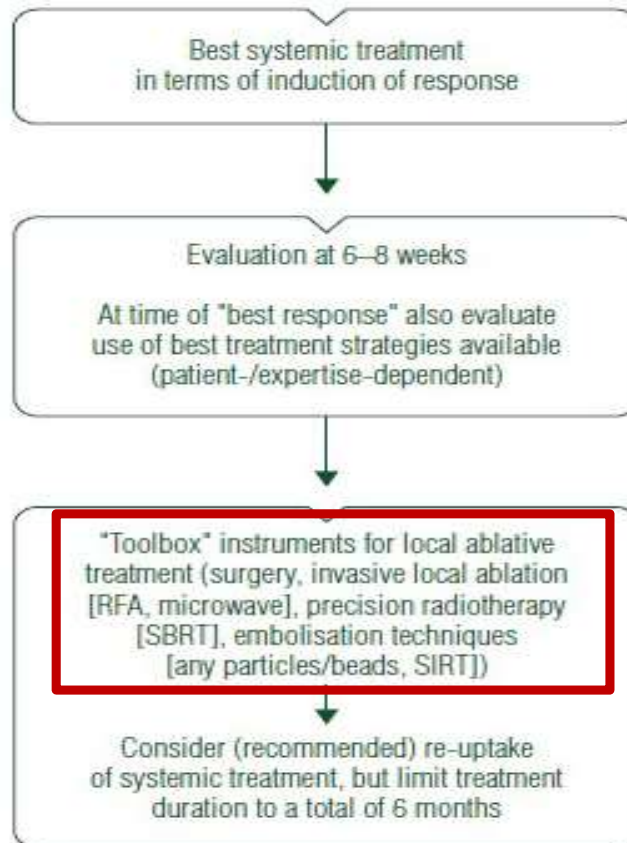 Best systemic treatment
in terms of induction of response
Evaluation at 6–8 weeks
At time of "best response" also evaluate
use of best treatment strategies available
(patient-/expertise-dependent)
"Toolbox" instruments for local ablative
treatment (surgery, invasive local ablation
[RFA, microwave], precision radiotherapy
[SBRT], embolisation techniques
[any particles/beads, SIRT])
Consider (recommended) re-uptake
of systemic treatment, but limit treatment
duration to a total of 6 months